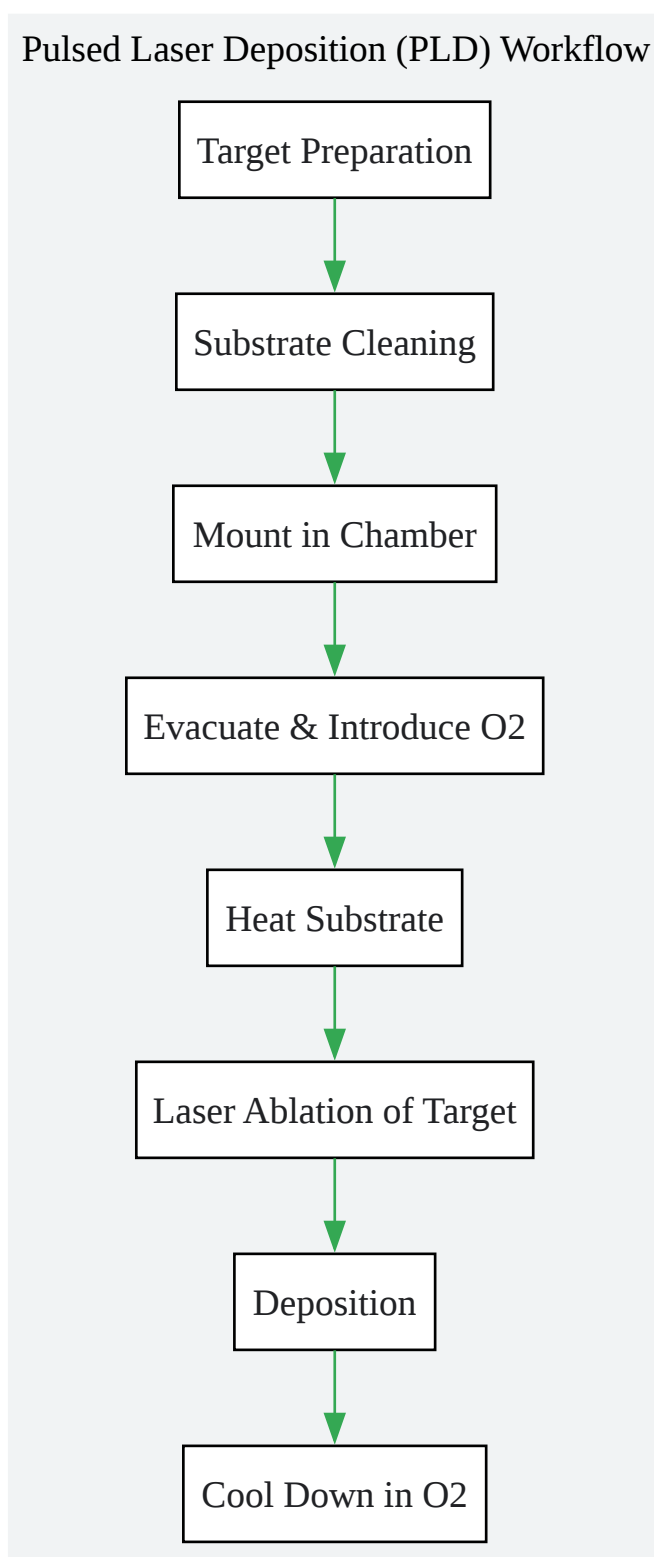 Pulsed Laser Deposition (PLD) Workflow
Target Preparation
Substrate Cleaning
Mount in Chamber
Evacuate & Introduce O2
Heat Substrate
Laser Ablation of Target
Deposition
Cool Down in O2